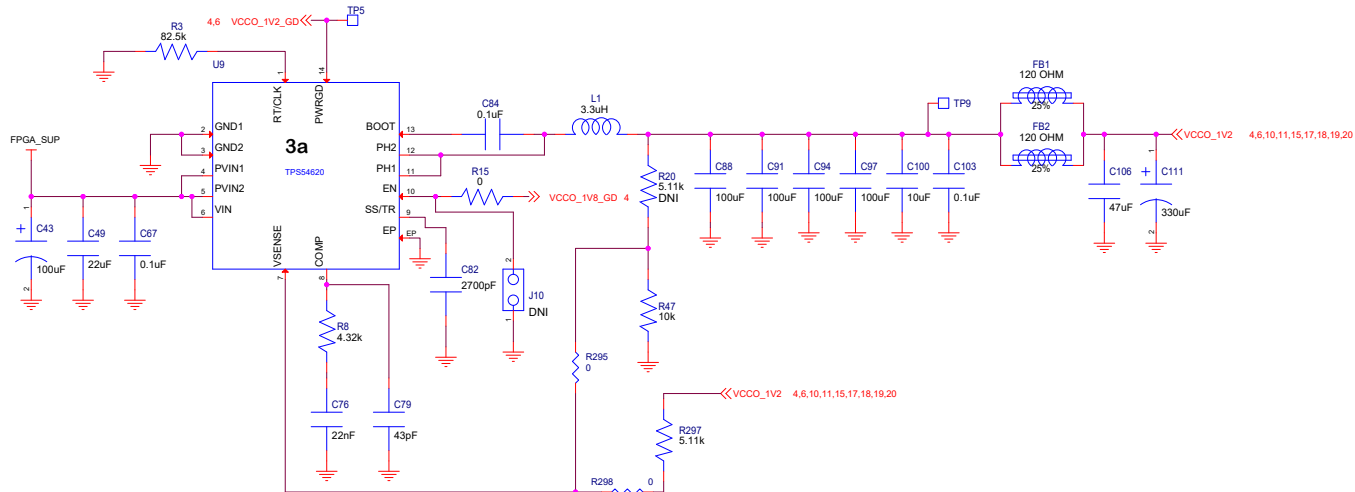 4,6 VCCO_1V2_GD
TP5
R3
82.5k
U9
1
14
RT/CLK
PWRGD
FPGA_SUP
2
GND1
3
GND2
4
PVIN1
5
PVIN2
6
VIN
3a
TPS54620
BOOT
13
PH2
12
PH1
11
EN
10
SS/TR
9
EP
EP
VSENSE
7
COMP
8
C84
0.1uF
L1
3.3uH
R15
0
VCCO_1V8_GD 4
R20
5.11k
DNI
C88
100uF
C91
100uF
C94
100uF
C97
100uF
C100
10uF
C103
0.1uF
TP9
FB1
120 OHM
25%
FB2
120 OHM
25%
VCCO_1V2 4,6,10,11,15,17,18,19,20
C106
47uF
1
+
C111
330uF
2
1
+
C43
100uF
2
C49
22uF
C67
0.1uF
C82
2700pF
2
J10
DNI
1
R47
10k
R8
4.32k
R295
0
C76
22nF
C79
43pF
VCCO_1V2 4,6,10,11,15,17,18,19,20
R297
5.11k
R298 0